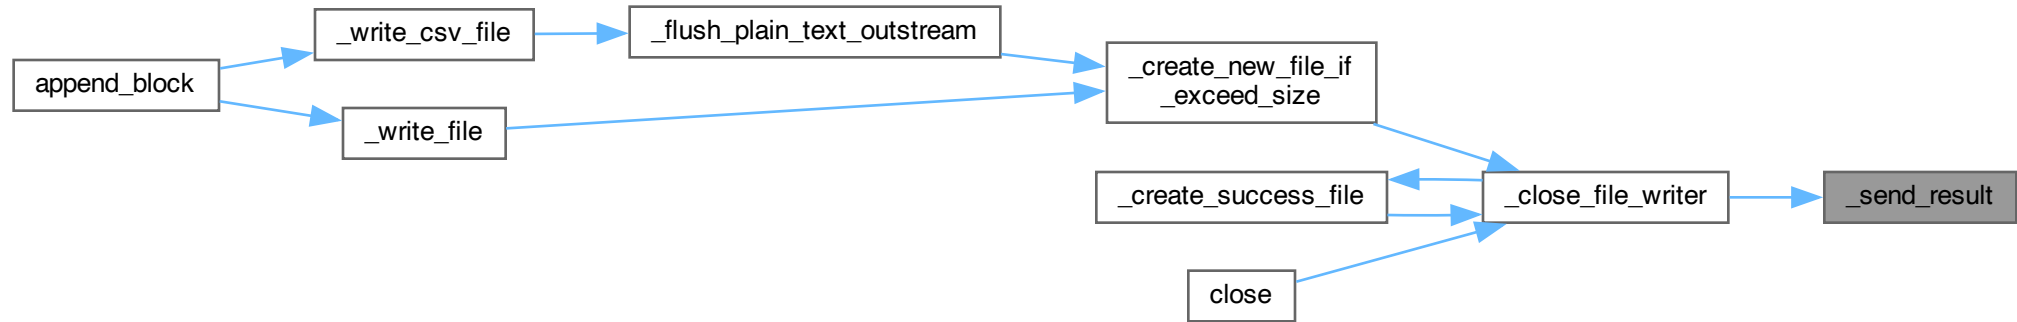 append_block
_write_csv_file
_write_file
_flush_plain_text_outstream
_create_new_file_if
_exceed_size
_create_success_file
close
_close_file_writer
_send_result